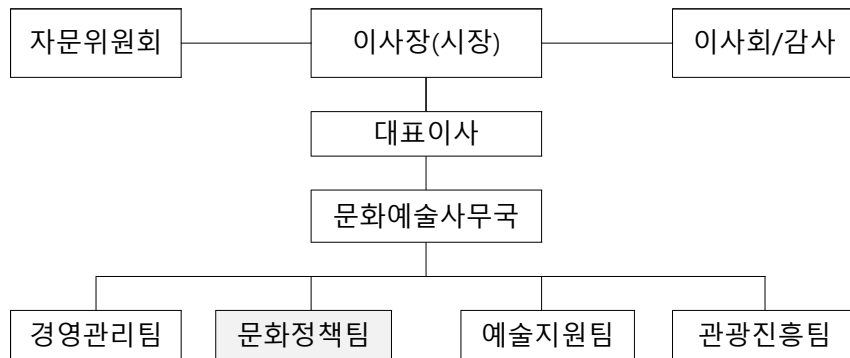 자문위원회
이사장(시장)
이사회/감사
대표이사
문화예술사무국
경영관리팀
문화정책팀
예술지원팀
관광진흥팀